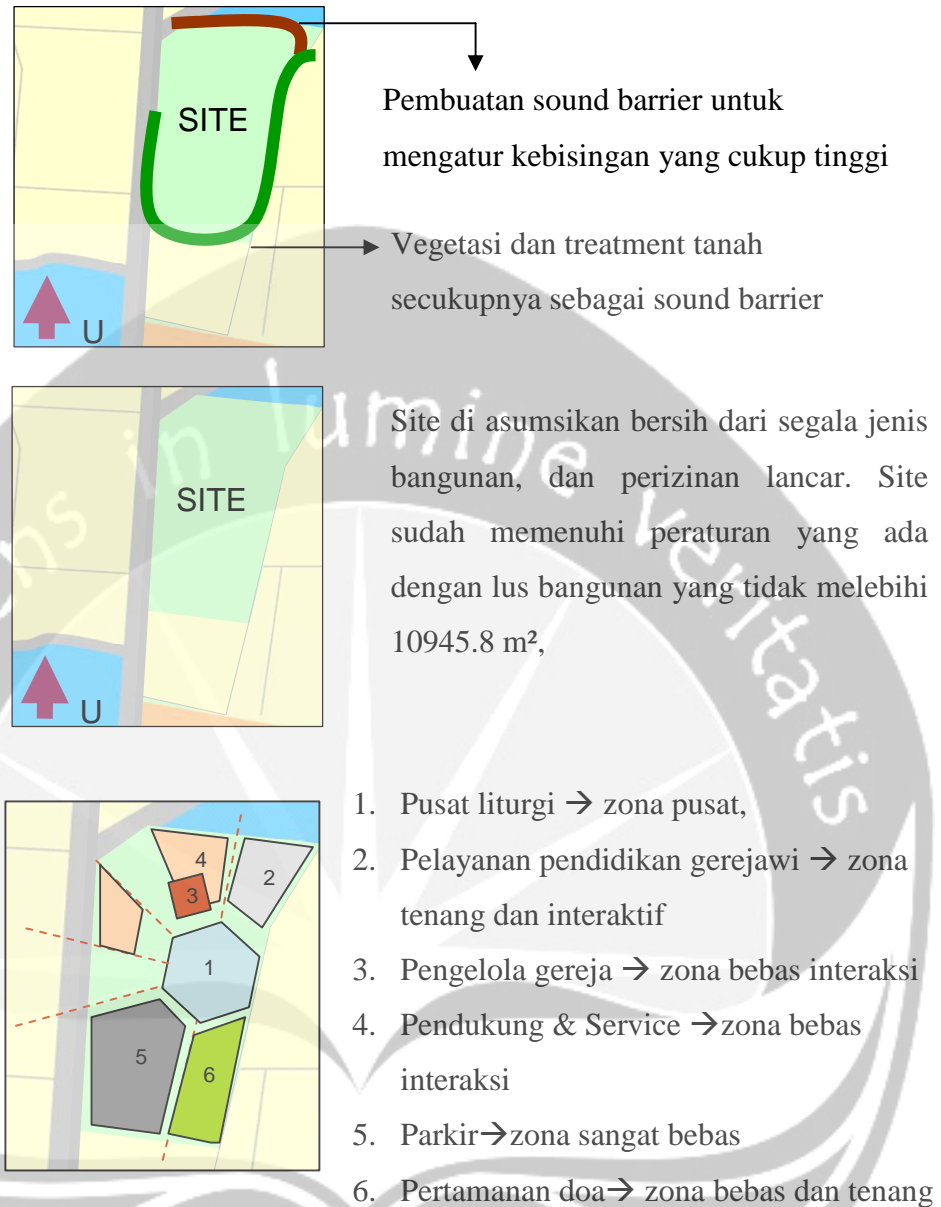 SITE
U
Pembuatan sound barrier untuk
mengatur kebisingan yang cukup tinggi
Vegetasi dan treatment tanah
secukupnya sebagai sound barrier
SITE
U
Site di asumsikan bersih dari segala jenis
bangunan, dan perizinan lancar. Site
sudah memenuhi peraturan yang ada
dengan lus bangunan yang tidak melebihi
10945.8 m²,
4
2
3
1
5
6
1. Pusat liturgi → zona pusat,
2. Pelayanan pendidikan gerejawi → zona
tenang dan interaktif
3. Pengelola gereja → zona bebas interaksi
4. Pendukung & Service →zona bebas
interaksi
5. Parkir→zona sangat bebas
6. Pertamanan doa→ zona bebas dan tenang
ns in lumine veritatis